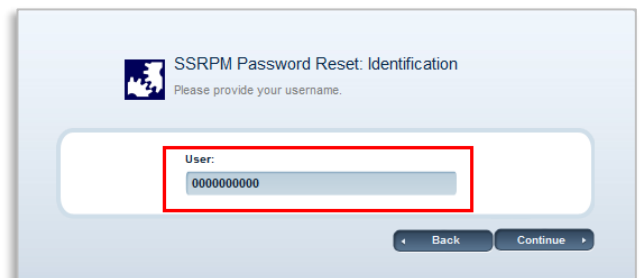 SSRPM Password Reset: Identification
Please provide your username.
User:
0000000000
Back
Continue